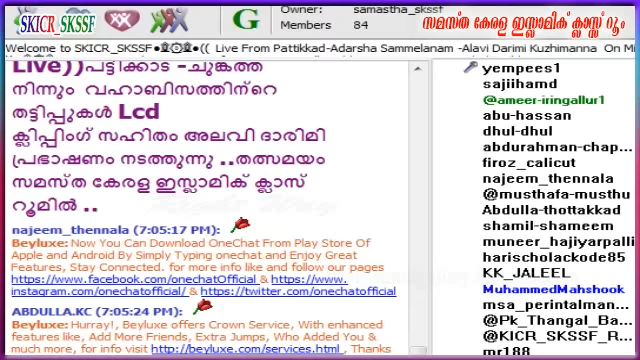 SKICR_SKSSF
G
Owner: samastha_skssf
Members 84
സമസ്ത കേരള ഇസ്ലാമിക് ക്ലാസ്സ് റൂം
Welcome to SKICR_SKSSF Live From Pattikkad-Adarsha Sammelanam -Alavi Darimi Kuzhimanna On Mi
Live))പട്ടിക്കാട -ചുങ്കത്ത
നിന്നും വഹാബിസത്തിന്റെ
തട്ടിപ്പുകള്‍ Lcd
ക്ലിപ്പിംഗ് സഹിതം അലവി ദാരിമി
പ്രഭാഷണം നടത്തുന്നു ..തത്സമയം
സമസ്ത കേരള ഇസ്ലാമിക് ക്ലാസ്
റൂമില്‍ ..
najeem_thennala (7:05:17 PM):
Beyluxe: Now You Can Download OneChat From Play Store Of
Apple and Android By Simply Typing onechat and Enjoy Great
Features, Stay Connected. for more info like and follow our pages
https://www.facebook.com/onechatOfficial & https://www.
instagram.com/onechatofficial/ & https://twitter.com/onechatofficial
ABDULLA.KC (7:05:24 PM):
Beyluxe: Hurray!, Beyluxe offers Crown Service, With enhanced
features like, Add More Friends, Extra Jumps, Who Added You &
much more, for info visit http://beyluxe.com/services.html , Thanks
yempees1
sajiihamd
@ameer-iringallur1
abu-hassan
dhul-dhul
abdurahman-chap...
firoz_calicut
najeem_thennala
@musthafa-musthu
Abdulla-thottakkad
shamil-shameem
muneer_hajiyarpalli
harischolackode85
KK_JALEEL
MuhammedMahshook
msa_perintalman...
@Pk_Thangal_Ba...
@KICR_SKSSF_R...
mr188